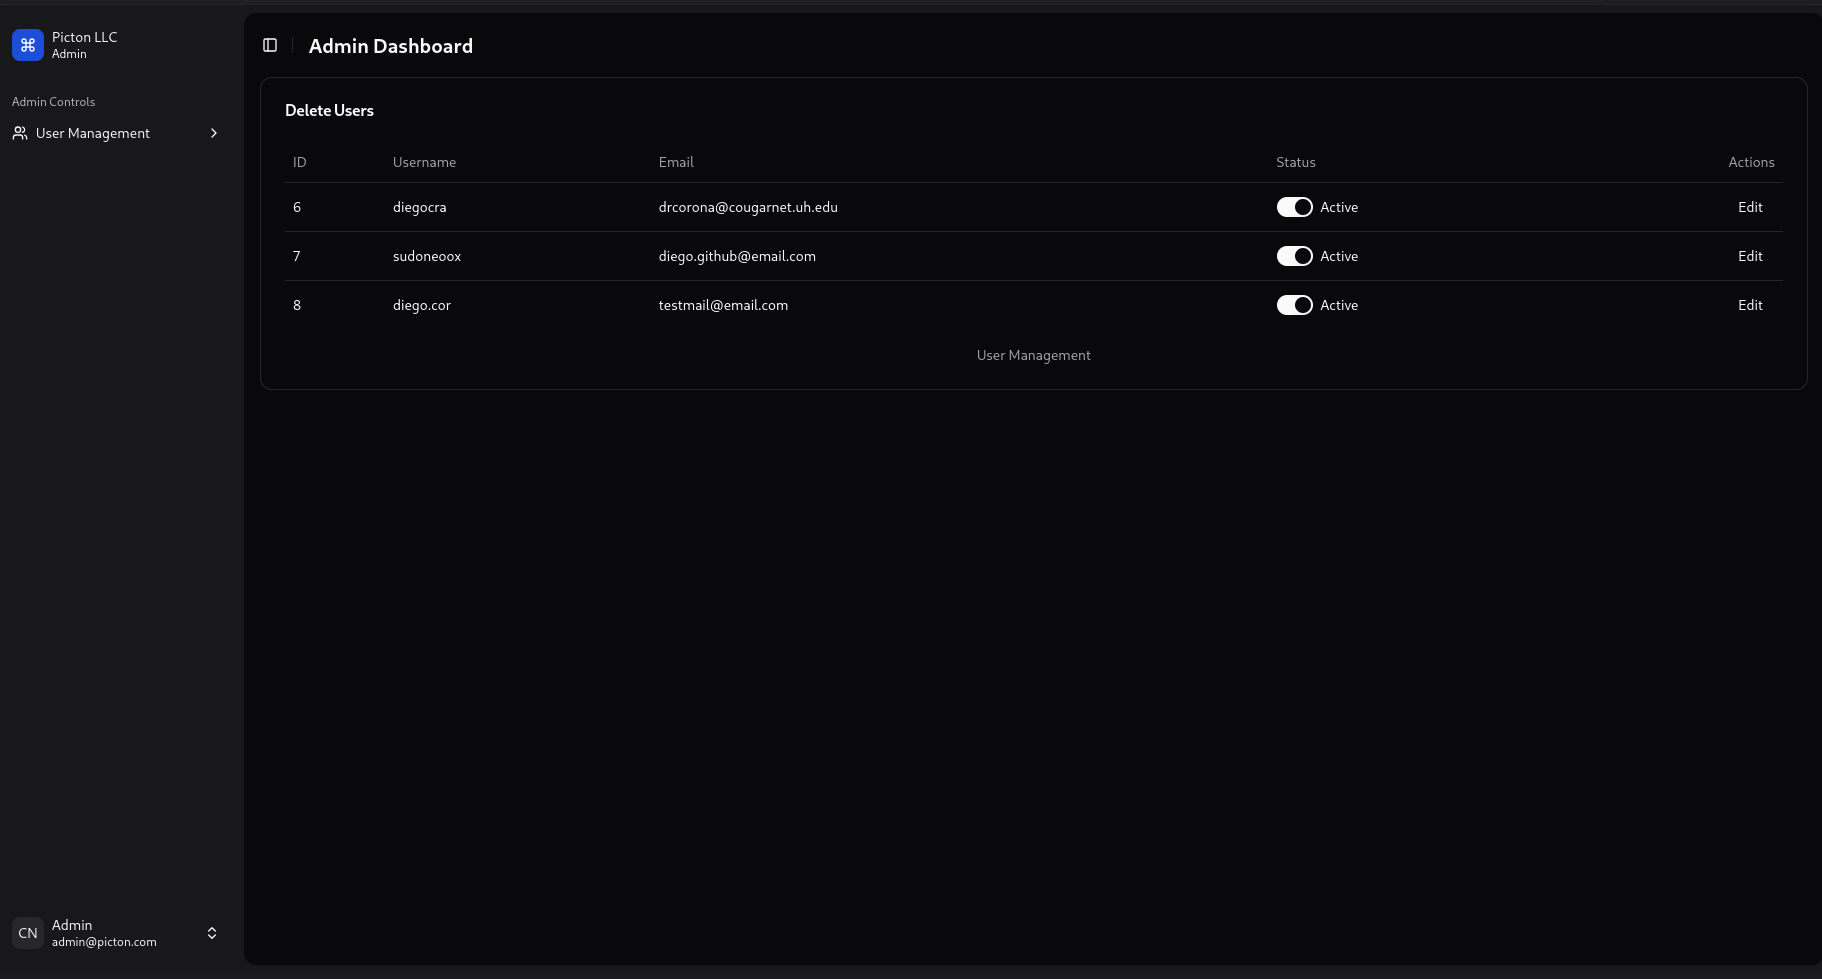 Picton LLC
Admin
Admin Controls
User Management
Admin Dashboard
Delete Users
ID Username Email Status Actions
6 diegocra drcorona@cougarnet.uh.edu Active Edit
7 sudoneoox diego.github@email.com Active Edit
8 diego.cor testmail@email.com Active Edit
User Management
CN
Admin
admin@picton.com